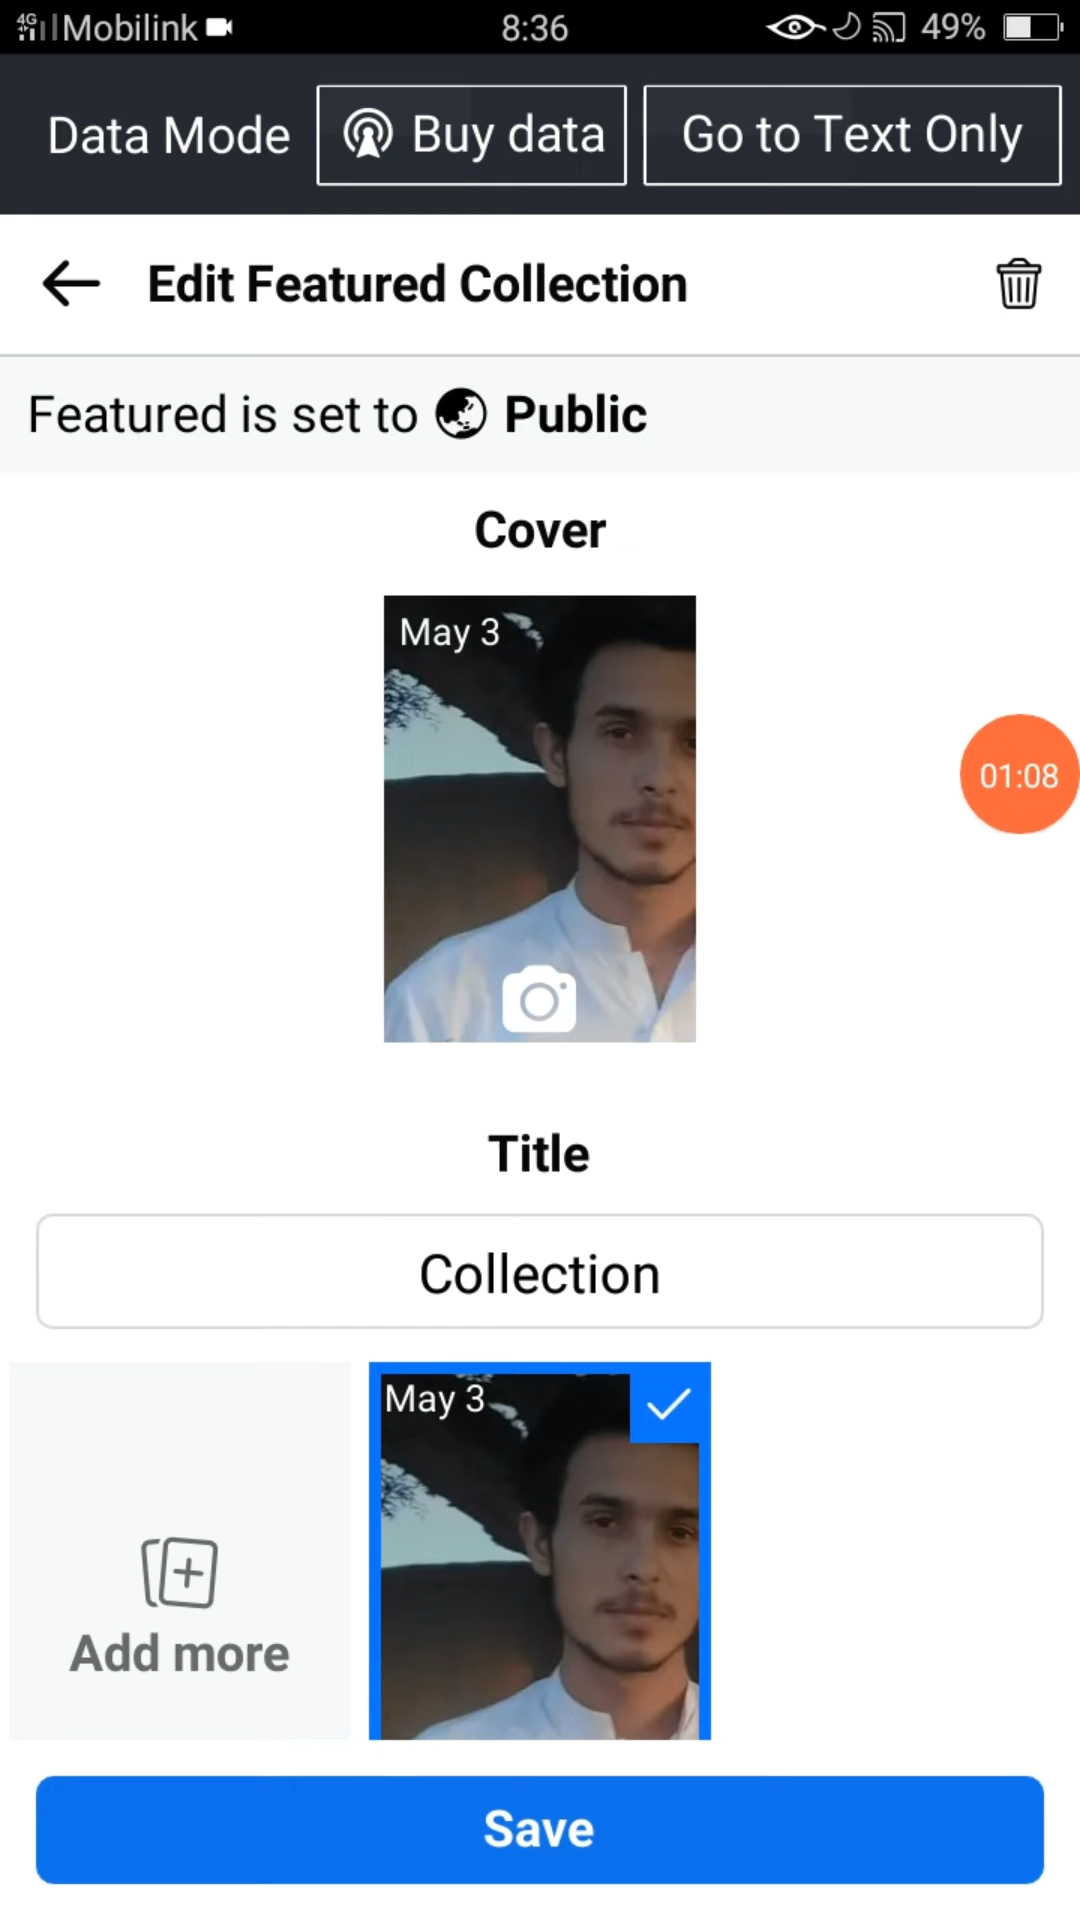 4G Mobilink 8:36 49%
Data Mode Buy data Go to Text Only
Edit Featured Collection
Featured is set to Public
Cover
May 3
01:08
Title
Collection
May 3
Add more
Save